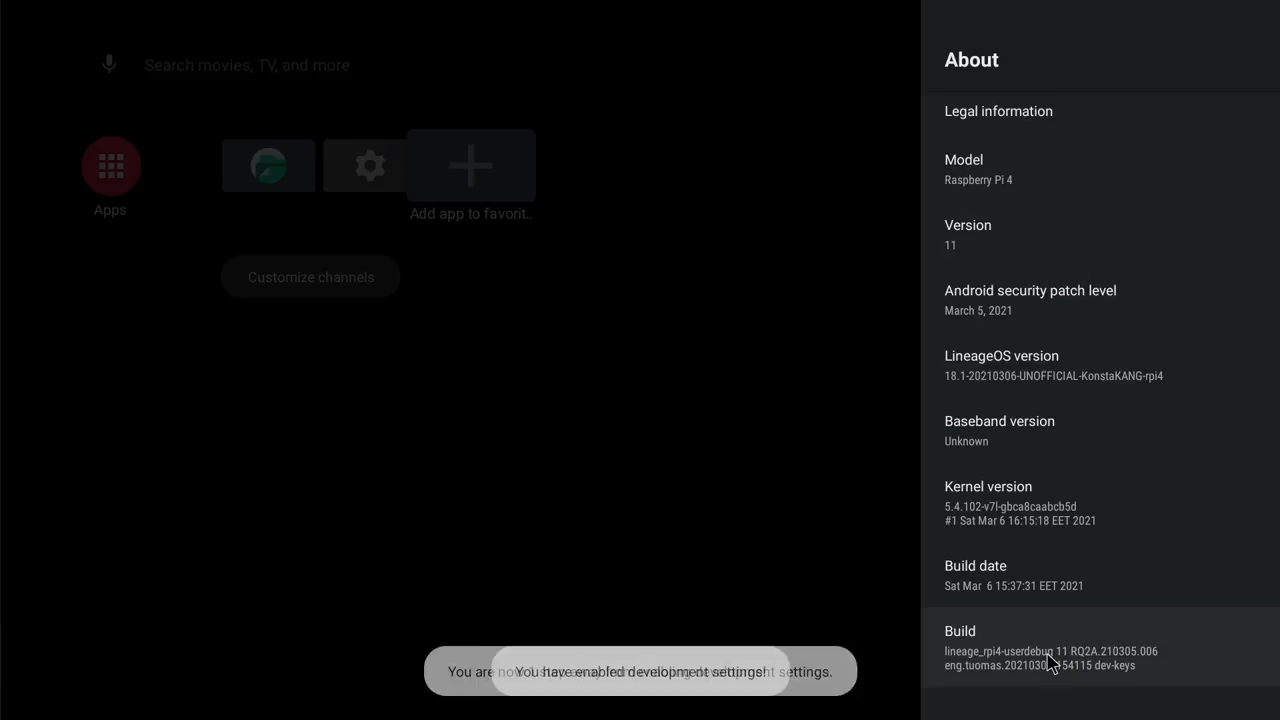 Search movies, TV, and more
Apps
Add app to favorit..
Customize channels
About
Legal information
Model
Raspberry Pi 4
Version
11
Android security patch level
March 5, 2021
LineageOS version
18.1-20210306-UNOFFICIAL-KonstaKANG-rpi4
Baseband version
Unknown
Kernel version
5.4.102-v7l-gbca8caabcb5d
#1 Sat Mar 6 16:15:18 EET 2021
Build date
Sat Mar 6 15:37:31 EET 2021
Build
lineage_rpi4-userdebug 11 RQ2A.210305.006
dev-keys
You are now
You have enabled development settings!
settings.